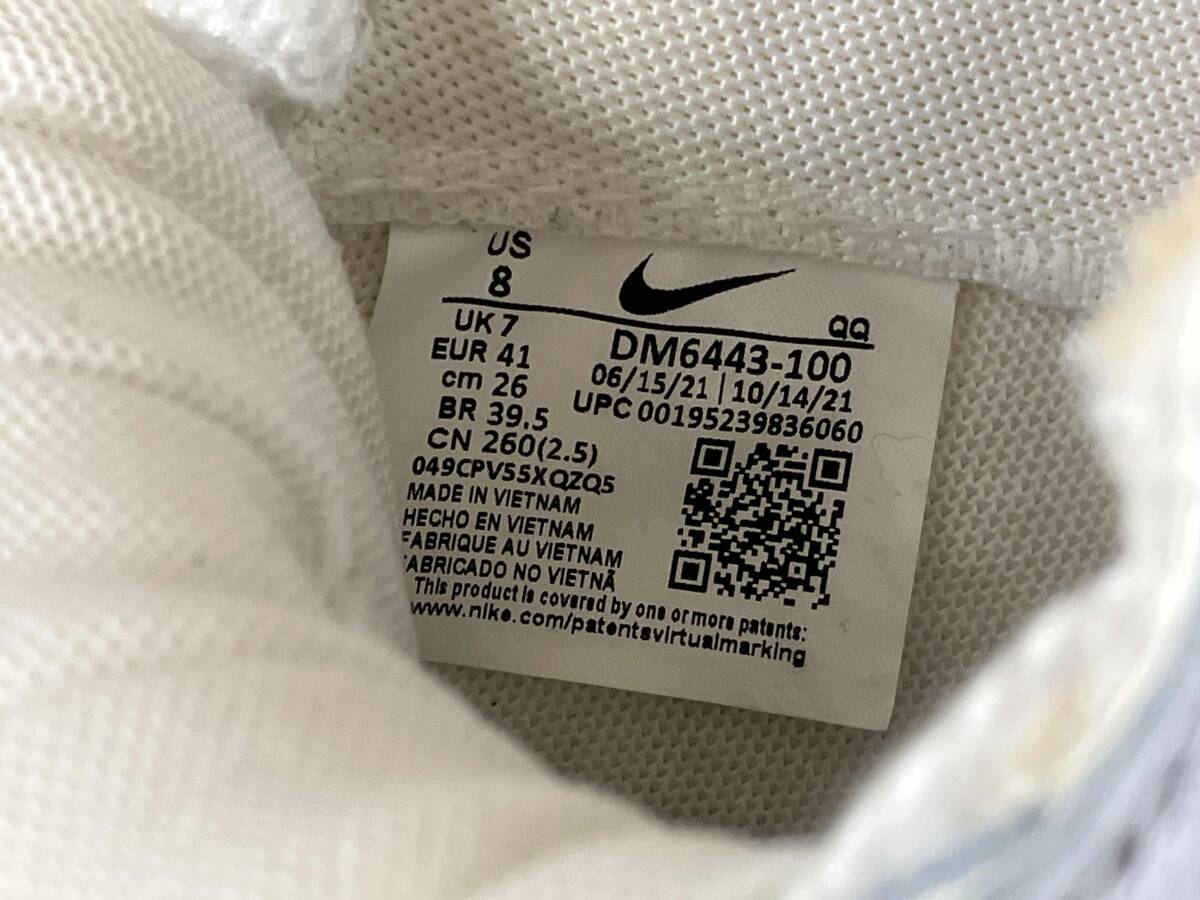 US
8
QQ
UK 7
EUR 41
cm 26
BR 39.5
CN 260(2.5)
DM6443-100
06/15/21 | 10/14/21
UPC 00195239836060
049CPV55XQZQ5
MADE IN VIETNAM
HECHO EN VIETNAM
FABRIQUE AU VIETNAM
FABRICADO NO VIETNÃ
This product is covered by one or more patents:
www.nike.com/patentsvirtualmarking